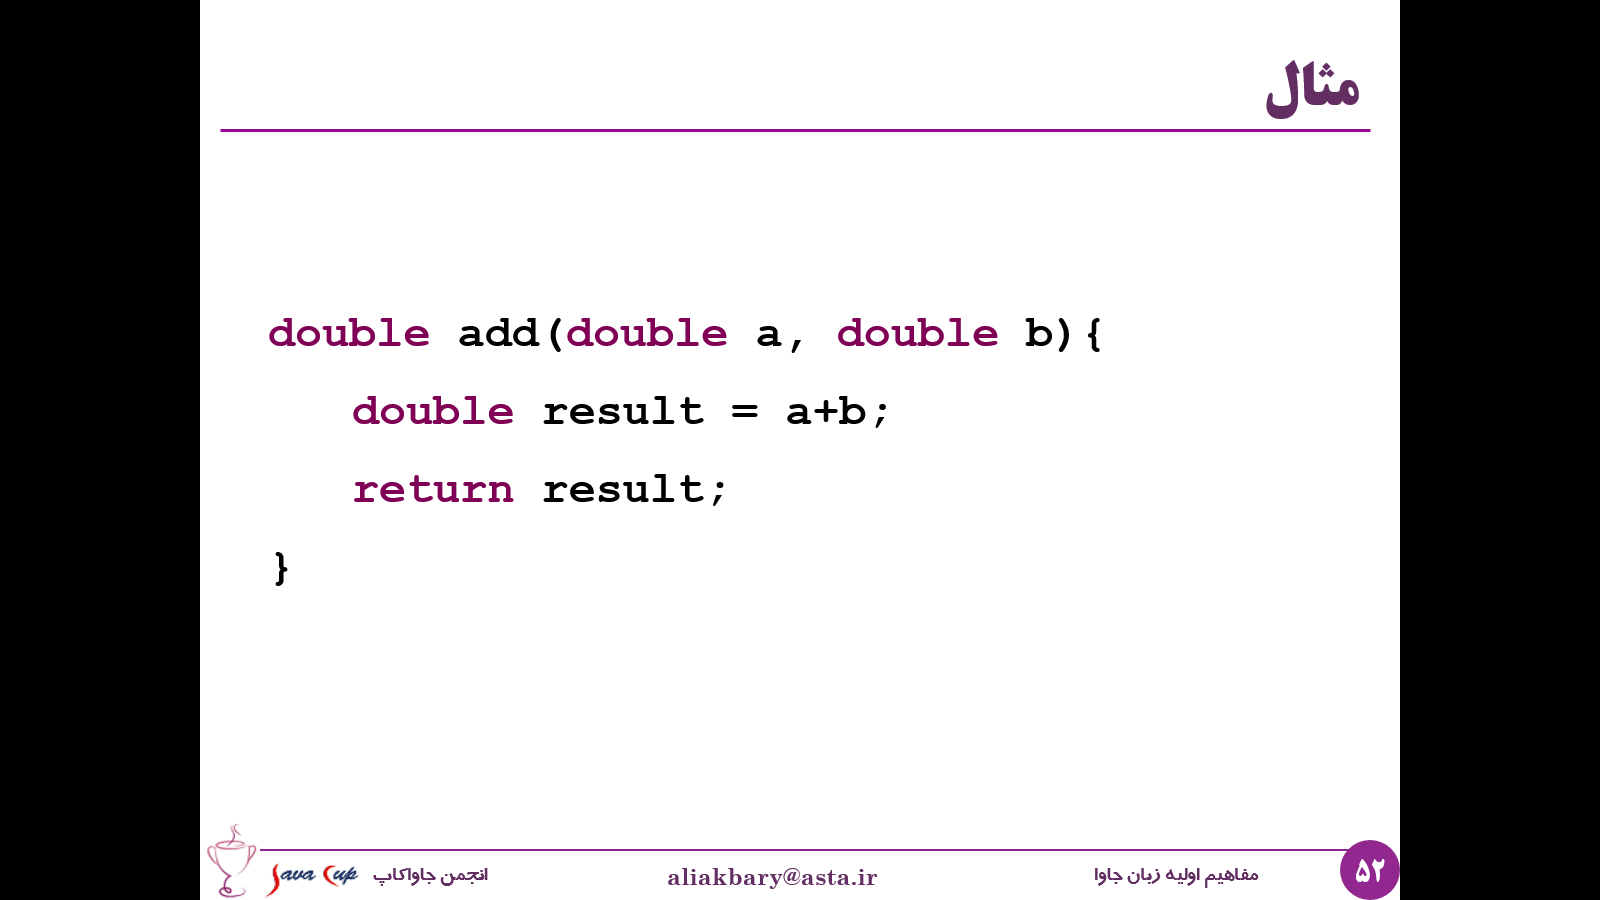 مثال
double add(double a, double b){
double result = a+b;
return result;
}
Java Cup انجمن جاواکاپ
aliakbary@asta.ir
مفاهیم اولیه زبان جاوا
۵۲